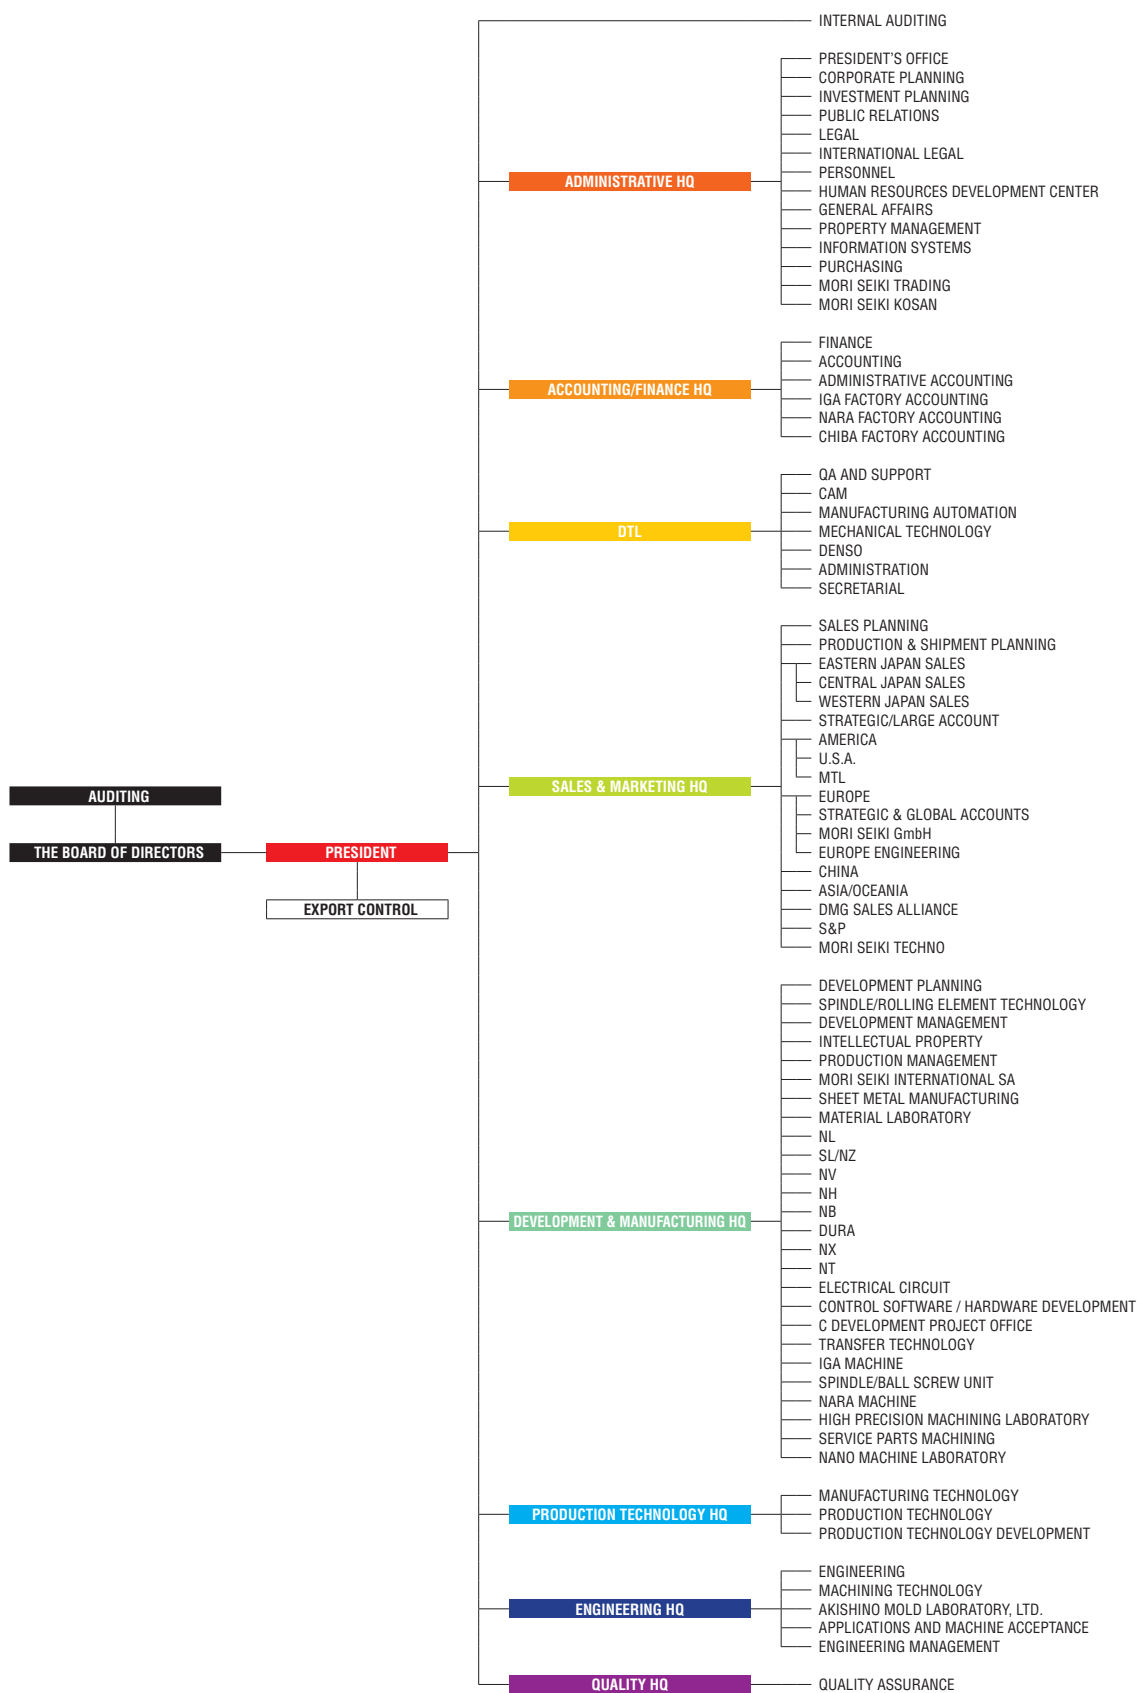 INTERNAL AUDITING
PRESIDENT'S OFFICE
CORPORATE PLANNING
INVESTMENT PLANNING
PUBLIC RELATIONS
LEGAL
INTERNATIONAL LEGAL
PERSONNEL
ADMINISTRATIVE HQ
HUMAN RESOURCES DEVELOPMENT CENTER
GENERAL AFFAIRS
PROPERTY MANAGEMENT
INFORMATION SYSTEMS
PURCHASING
MORI SEIKI TRADING
MORI SEIKI KOSAN
FINANCE
ACCOUNTING
ADMINISTRATIVE ACCOUNTING
ACCOUNTING/FINANCE HQ
IGA FACTORY ACCOUNTING
NARA FACTORY ACCOUNTING
CHIBA FACTORY ACCOUNTING
QA AND SUPPORT
CAM
MANUFACTURING AUTOMATION
DTL
MECHANICAL TECHNOLOGY
DENSO
ADMINISTRATION
SECRETARIAL
SALES PLANNING
PRODUCTION & SHIPMENT PLANNING
EASTERN JAPAN SALES
CENTRAL JAPAN SALES
WESTERN JAPAN SALES
STRATEGIC/LARGE ACCOUNT
AMERICA
U.S.A.
MTL
SALES & MARKETING HQ
EUROPE
STRATEGIC & GLOBAL ACCOUNTS
MORI SEIKI GmbH
EUROPE ENGINEERING
CHINA
ASIA/OCEANIA
DMG SALES ALLIANCE
S&P
MORI SEIKI TECHNO
AUDITING
THE BOARD OF DIRECTORS
PRESIDENT
EXPORT CONTROL
DEVELOPMENT PLANNING
SPINDLE/ROLLING ELEMENT TECHNOLOGY
DEVELOPMENT MANAGEMENT
INTELLECTUAL PROPERTY
PRODUCTION MANAGEMENT
MORI SEIKI INTERNATIONAL SA
SHEET METAL MANUFACTURING
MATERIAL LABORATORY
NL
SL/NZ
NV
NH
NB
DEVELOPMENT & MANUFACTURING HQ
DURA
NX
NT
ELECTRICAL CIRCUIT
CONTROL SOFTWARE / HARDWARE DEVELOPMENT
C DEVELOPMENT PROJECT OFFICE
TRANSFER TECHNOLOGY
IGA MACHINE
SPINDLE/BALL SCREW UNIT
NARA MACHINE
HIGH PRECISION MACHINING LABORATORY
SERVICE PARTS MACHINING
NANO MACHINE LABORATORY
MANUFACTURING TECHNOLOGY
PRODUCTION TECHNOLOGY HQ
PRODUCTION TECHNOLOGY
PRODUCTION TECHNOLOGY DEVELOPMENT
ENGINEERING
MACHINING TECHNOLOGY
ENGINEERING HQ
AKISHINO MOLD LABORATORY, LTD.
APPLICATIONS AND MACHINE ACCEPTANCE
ENGINEERING MANAGEMENT
QUALITY HQ
QUALITY ASSURANCE